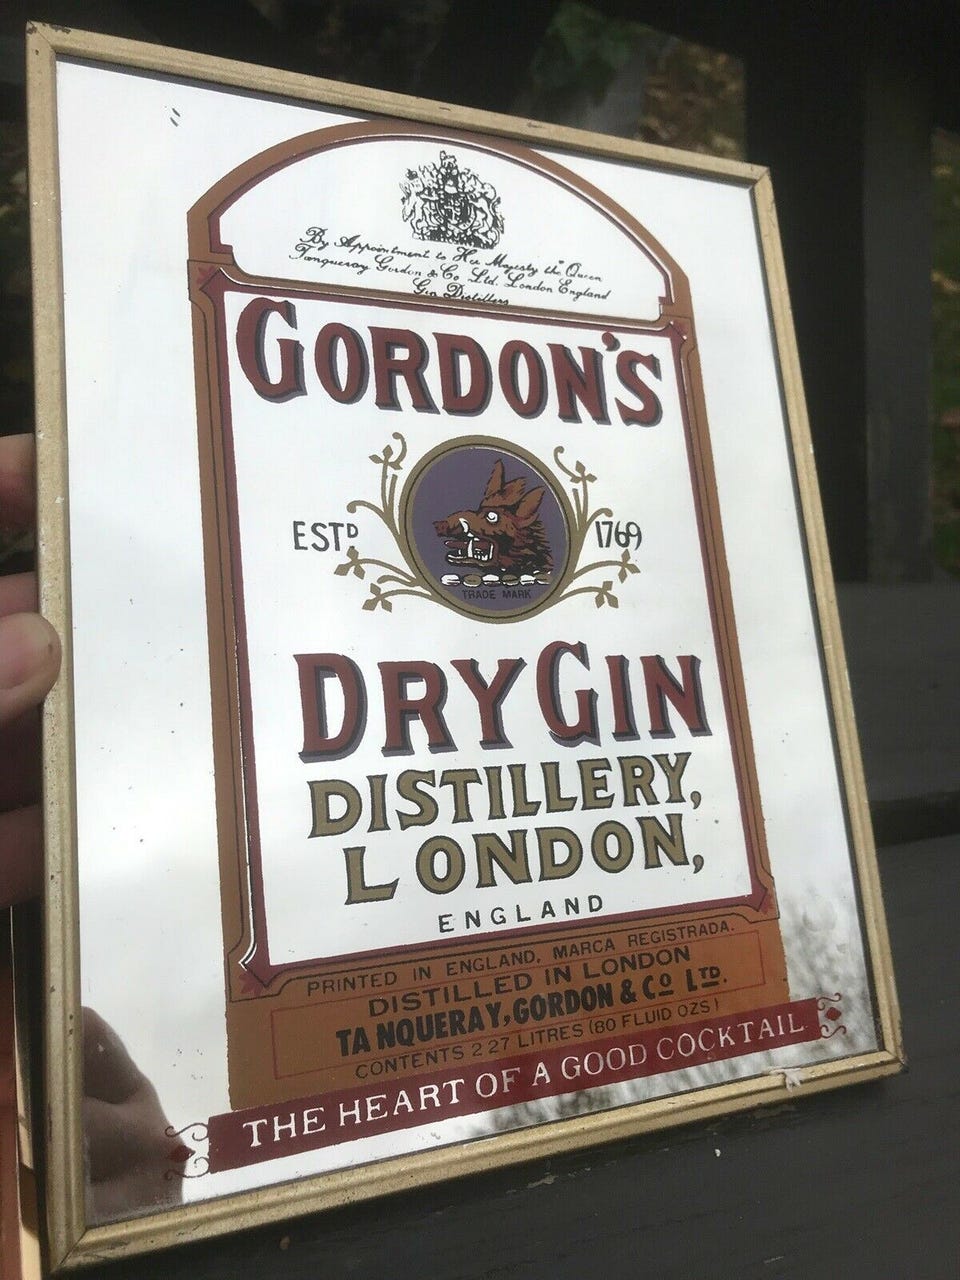 By Appointment to Her Majesty the Queen
Tanqueray Gordon & Co Ltd. London England
Gin Distillers
GORDON'S
ESTD. 1769
TRADE MARK
DRY GIN
DISTILLERY,
LONDON,
ENGLAND
PRINTED IN ENGLAND. MARCA REGISTRADA.
DISTILLED IN LONDON
TANQUERAY, GORDON & CO LTD.
CONTENTS 2 27 LITRES (80 FLUID OZS)
THE HEART OF A GOOD COCKTAIL